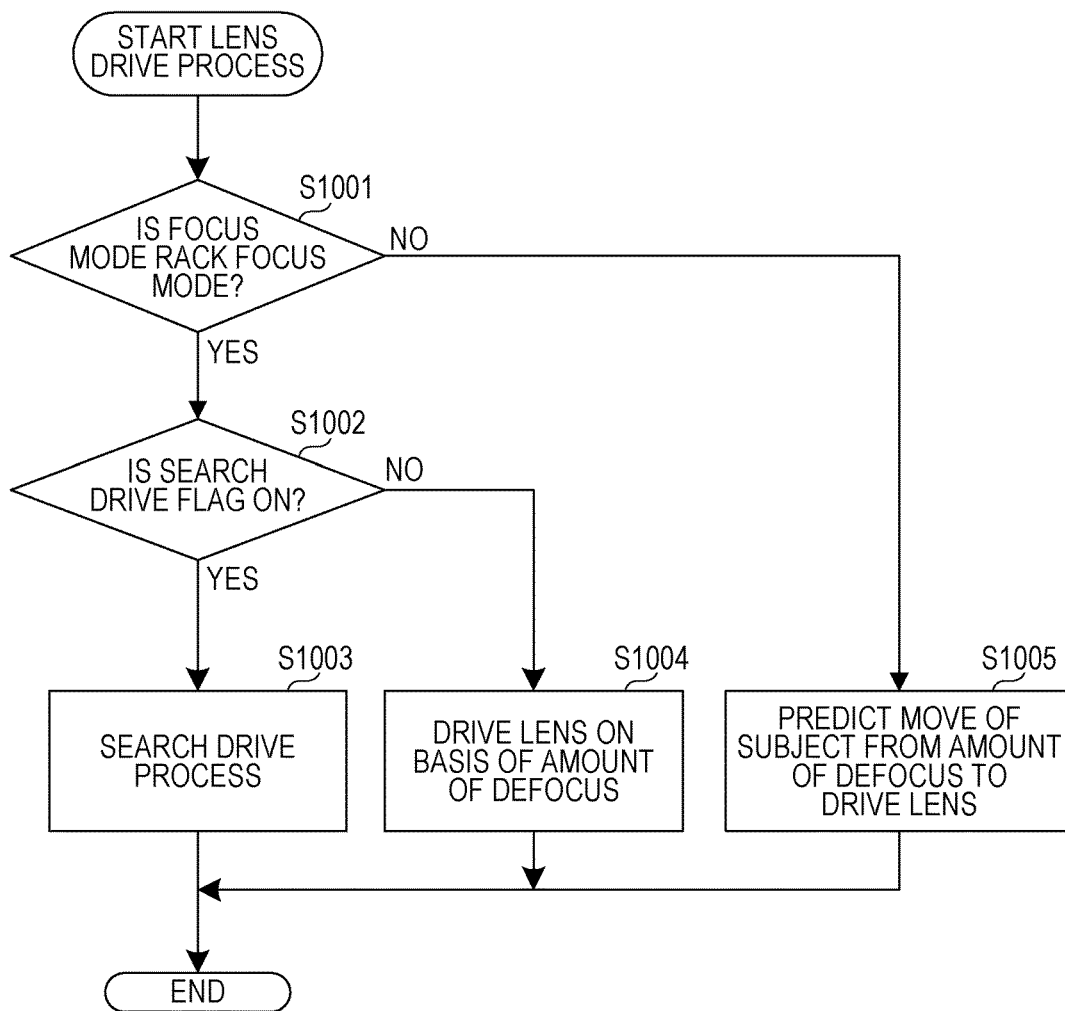 START LENS
DRIVE PROCESS
S1001
IS FOCUS
MODE RACK FOCUS
MODE?
NO
YES
S1002
IS SEARCH
DRIVE FLAG ON?
NO
YES
S1003
SEARCH DRIVE
PROCESS
S1004
DRIVE LENS ON
BASIS OF AMOUNT
OF DEFOCUS
S1005
PREDICT MOVE OF
SUBJECT FROM AMOUNT
OF DEFOCUS TO
DRIVE LENS
END